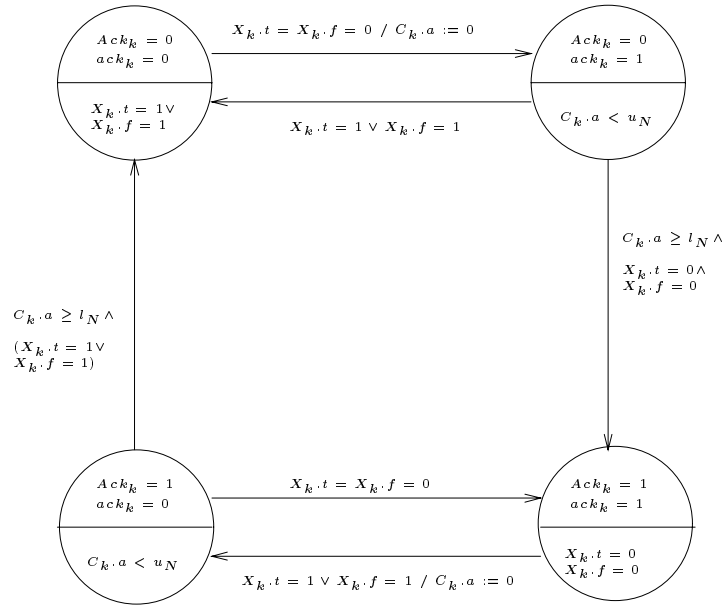 Ack_k = 0
ack_k = 0
X_k.t = 1∨
X_k.f = 1
X_k.t = X_k.f = 0 / C_k.a := 0
X_k.t = 1 ∨ X_k.f = 1
Ack_k = 0
ack_k = 1
C_k.a < u_N
C_k.a ≥ l_N ∧
X_k.t = 0∧
X_k.f = 0
C_k.a ≥ l_N ∧
(X_k.t = 1∨
X_k.f = 1)
Ack_k = 1
ack_k = 0
C_k.a < u_N
X_k.t = X_k.f = 0
X_k.t = 1 ∨ X_k.f = 1 / C_k.a := 0
Ack_k = 1
ack_k = 1
X_k.t = 0
X_k.f = 0